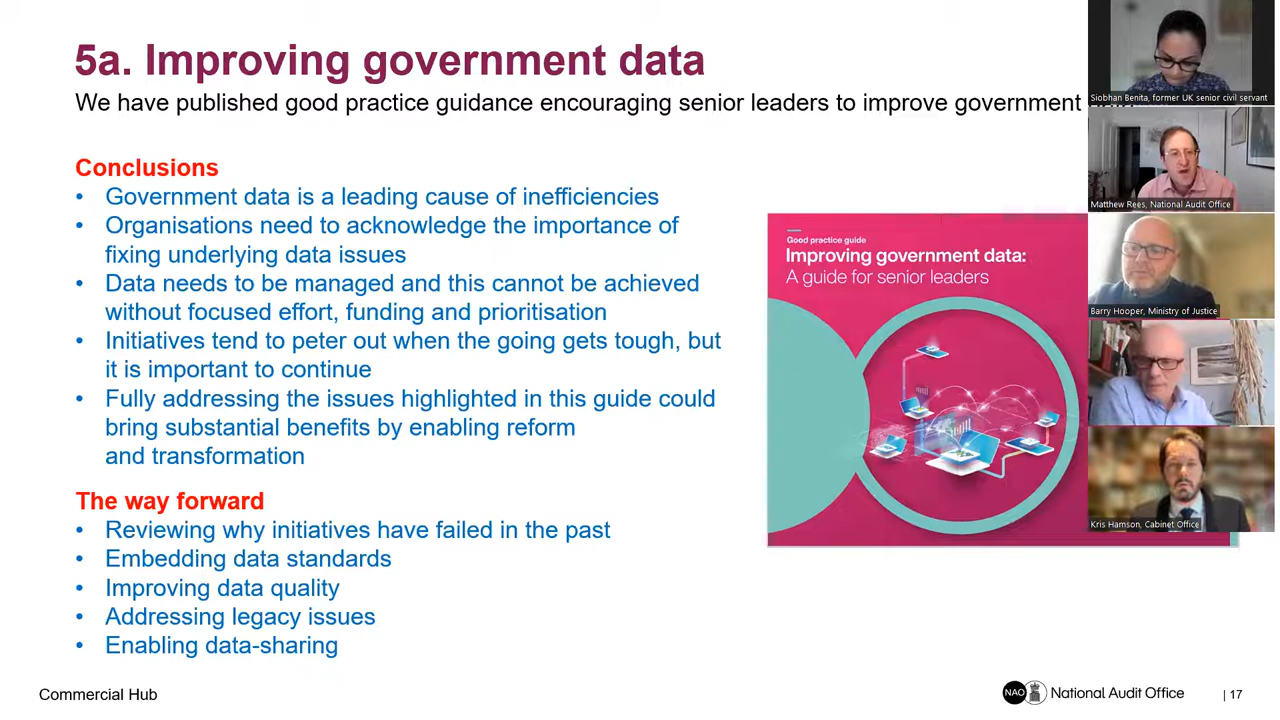 5a. Improving government data
We have published good practice guidance encouraging senior leaders to improve government
Conclusions
• Government data is a leading cause of inefficiencies
• Organisations need to acknowledge the importance of
fixing underlying data issues
• Data needs to be managed and this cannot be achieved
without focused effort, funding and prioritisation
• Initiatives tend to peter out when the going gets tough, but
it is important to continue
• Fully addressing the issues highlighted in this guide could
bring substantial benefits by enabling reform
and transformation
The way forward
• Reviewing why initiatives have failed in the past
• Embedding data standards
• Improving data quality
• Addressing legacy issues
• Enabling data-sharing
Good practice guide
Improving government data:
A guide for senior leaders
Siobhan Benita, former UK senior civil servant
Matthew Rees, National Audit Office
Barry Hooper, Ministry of Justice
Kris Hamson, Cabinet Office
Commercial Hub
NAO National Audit Office
| 17